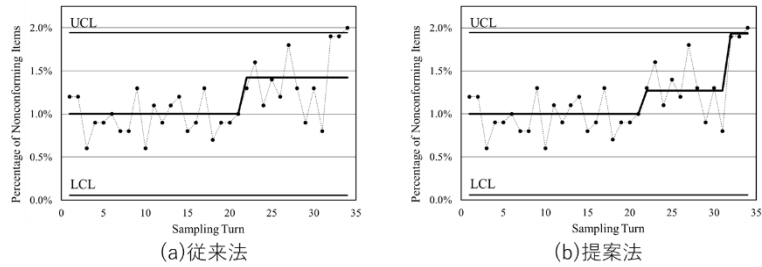 Percentage of Nonconforming Items
2.0%
1.5%
1.0%
0.5%
0.0%
UCL
LCL
0 5 10 15 20 25 30 35
Sampling Turn
(a)従来法
Percentage of Nonconforming Items
2.0%
1.5%
1.0%
0.5%
0.0%
UCL
LCL
0 5 10 15 20 25 30 35
Sampling Turn
(b)提案法